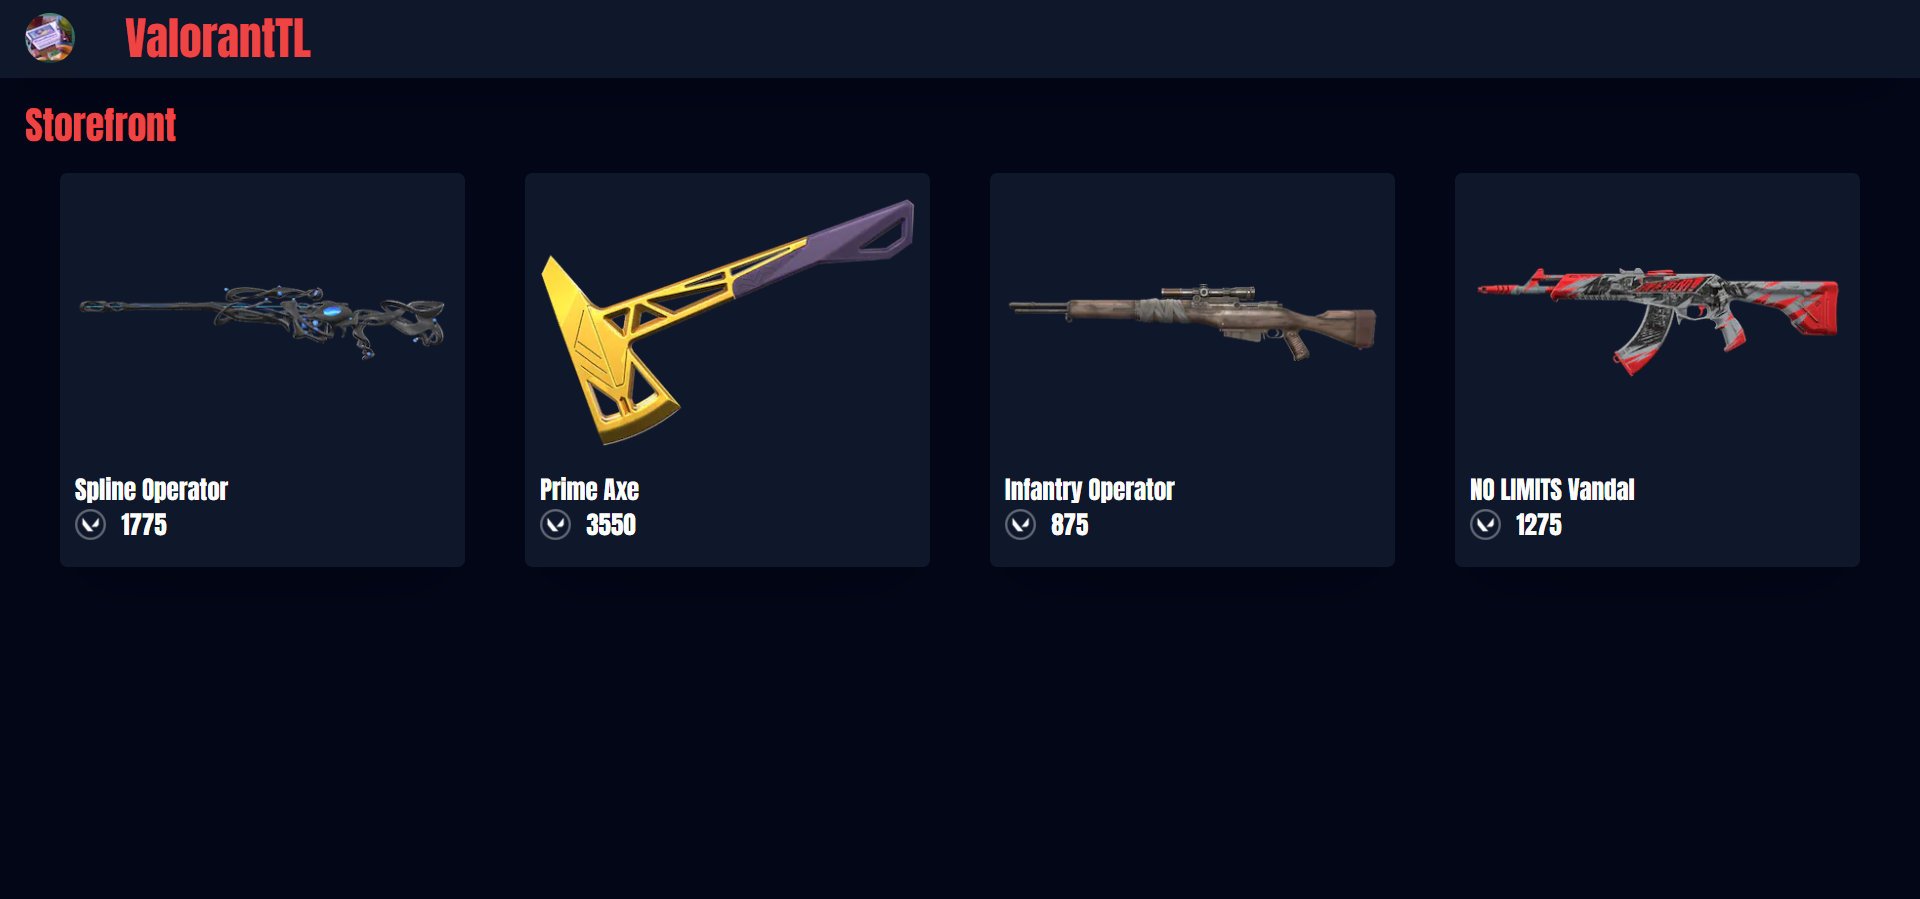 ValorantTL
Storefront
Spline Operator
1775
Prime Axe
3550
Infantry Operator
875
NO LIMITS Vandal
1275